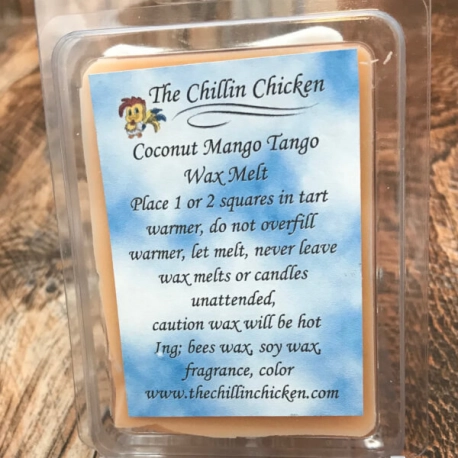 The Chillin Chicken
Coconut Mango Tango
Wax Melt
Place 1 or 2 squares in tart
warmer, do not overfill
warmer, let melt, never leave
wax melts or candles
unattended,
caution wax will be hot
Ing; bees wax, soy wax,
fragrance, color
www.thechillinchicken.com